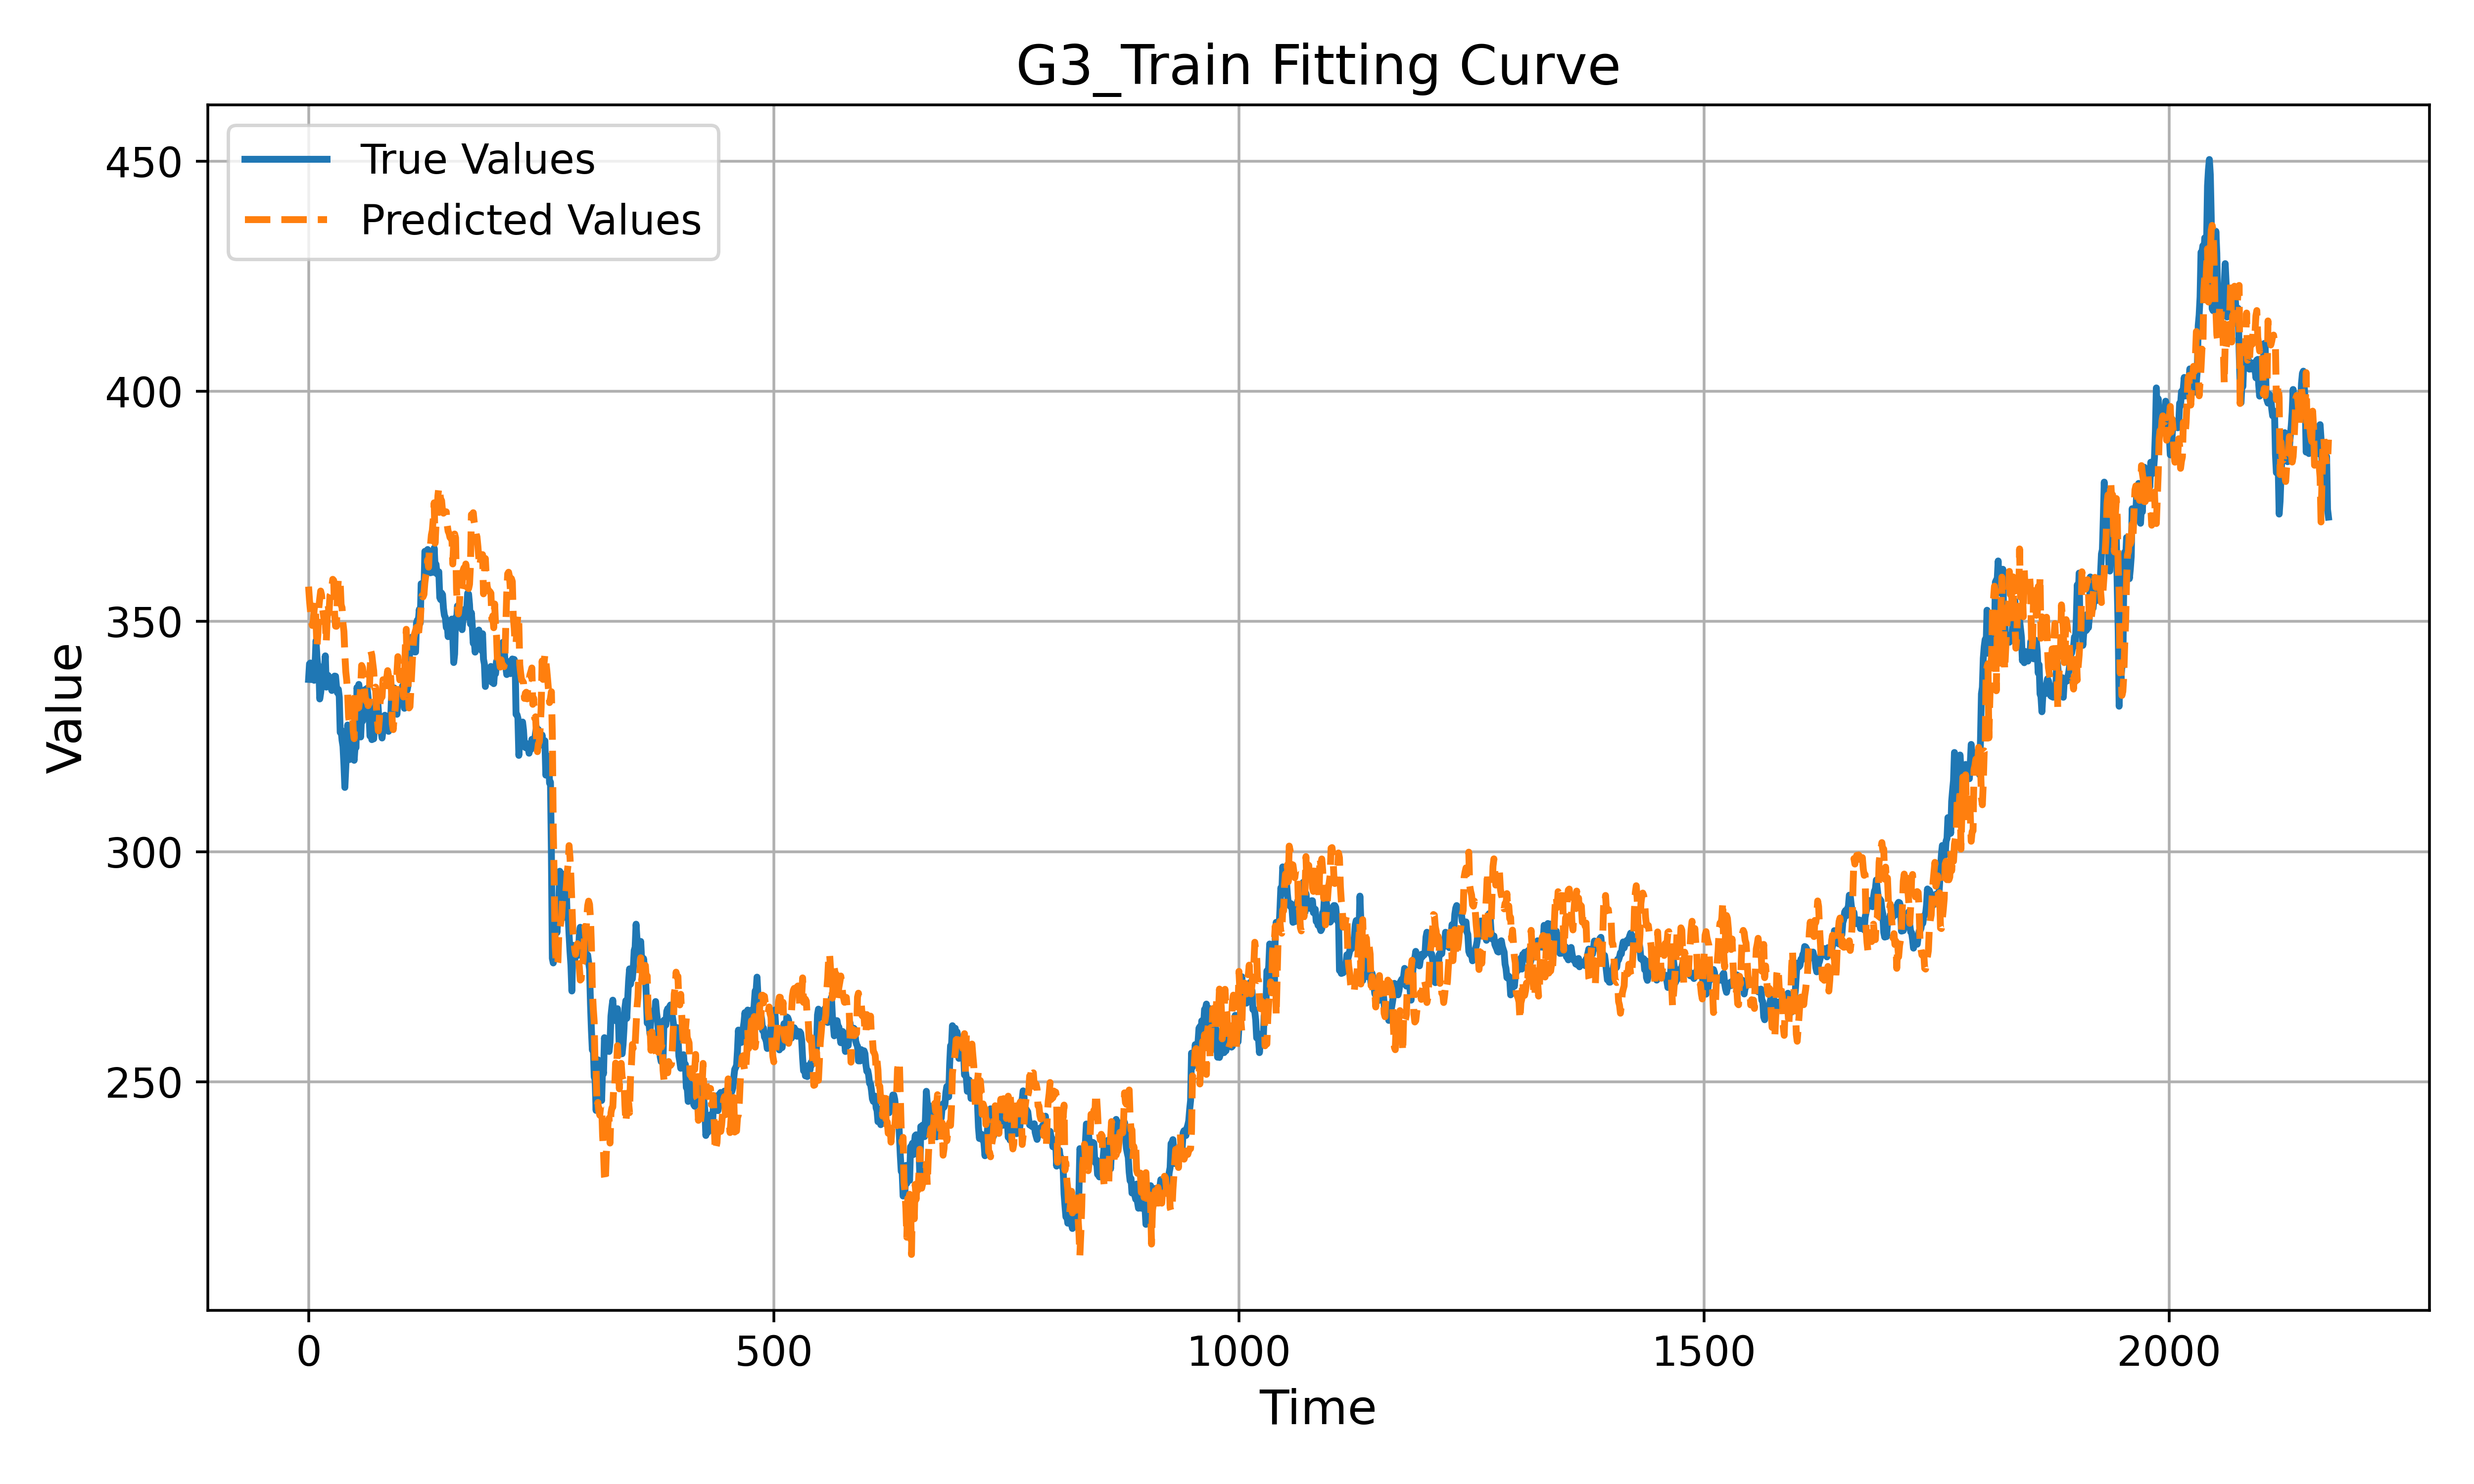 G3_Train Fitting Curve
True Values
Predicted Values
Value
450
400
350
300
250
0 500 1000 1500 2000
Time